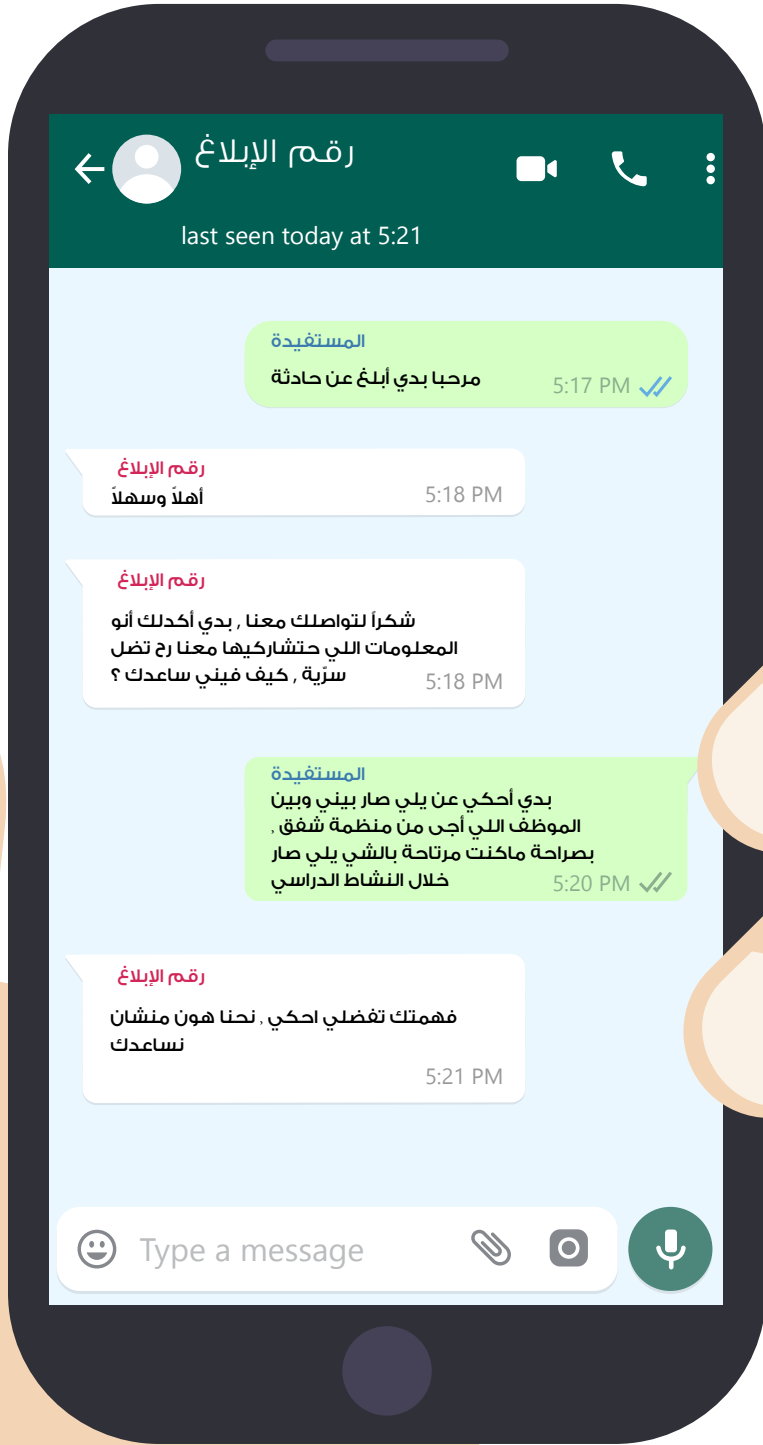 رقم الإبلاغ
last seen today at 5:21
المستفيدة
مرحبا بدي أبلغ عن حادثة
5:17 PM
رقم الإبلاغ
أهلاً وسهلاً
5:18 PM
رقم الإبلاغ
شكراً لتواصلك معنا , بدي أكدلك أنو
المعلومات اللي حتشاركيها معنا رح تضل
سرّية , كيف فيني ساعدك ؟
5:18 PM
المستفيدة
بدي أحكي عن يلي صار بيني وبين
الموظف اللي أجى من منظمة شفق ,
بصراحة ماكنت مرتاحة بالشي يلي صار
خلال النشاط الدراسي
5:20 PM
رقم الإبلاغ
فهمتك تفضلي احكي , نحنا هون منشان
نساعدك
5:21 PM
Type a message